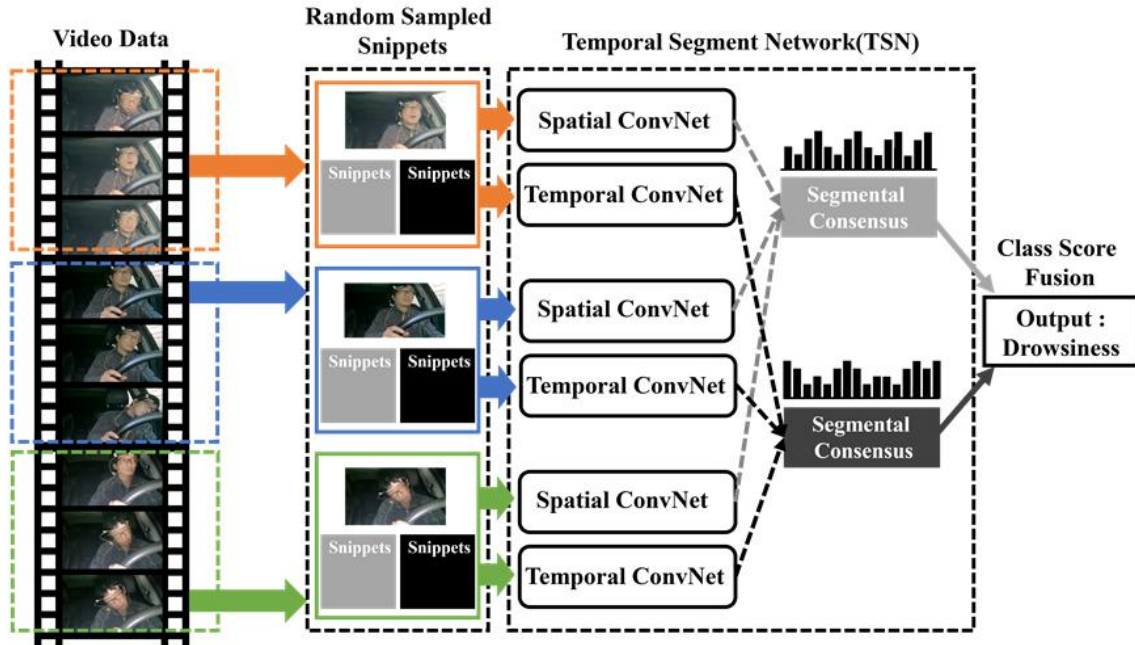 Video Data
Random Sampled
Snippets
Temporal Segment Network(TSN)
Snippets Snippets
Spatial ConvNet
Temporal ConvNet
Segmental
Consensus
Snippets Snippets
Spatial ConvNet
Temporal ConvNet
Class Score
Fusion
Output :
Drowsiness
Segmental
Consensus
Snippets Snippets
Spatial ConvNet
Temporal ConvNet